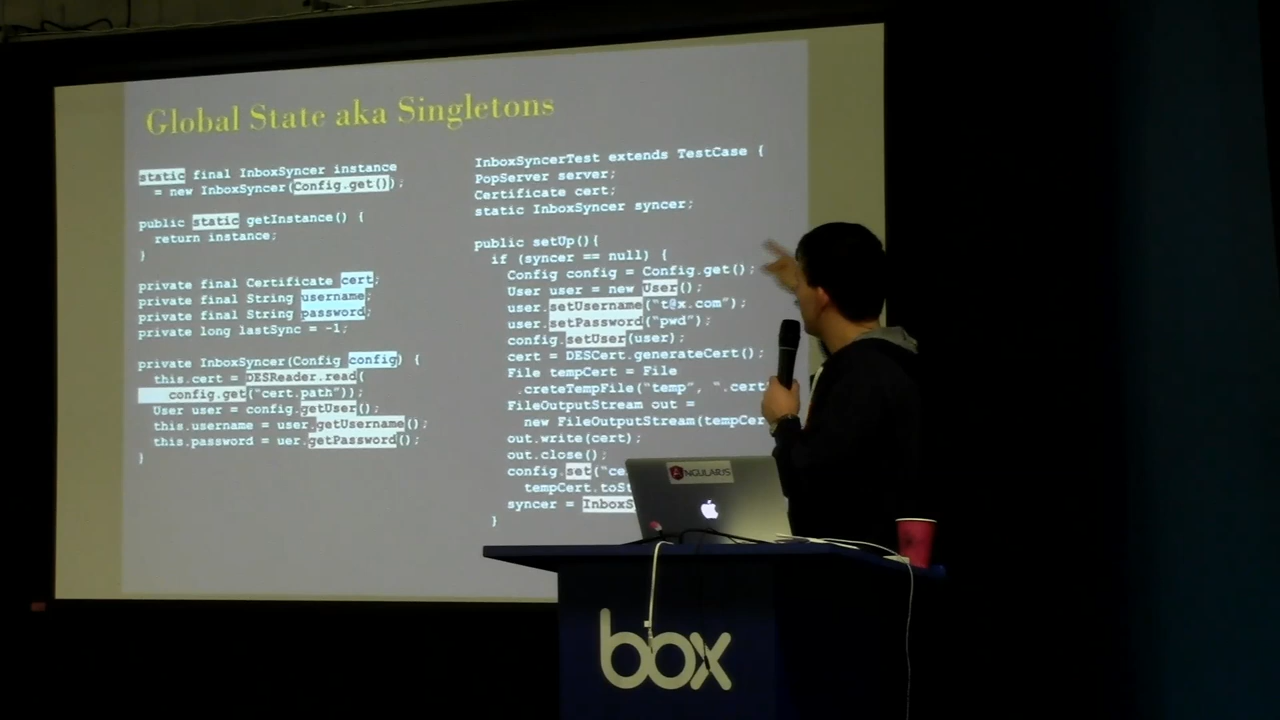 Global State aka Singletons
static final InboxSyncer instance
= new InboxSyncer(Config.get());
public static getInstance() {
return instance;
}
private final Certificate cert;
private final String username;
private final String password;
private long lastSync = -1;
private InboxSyncer(Config config) {
this.cert = DESReader.read(
config.get("cert.path"));
User user = config.getUser();
this.username = user.getUsername();
this.password = uer.getPassword();
}
InboxSyncerTest extends TestCase {
PopServer server;
Certificate cert;
static InboxSyncer syncer;
public setUp(){
if (syncer == null) {
Config config = Config.get();
User user = new User();
user.setUsername("t@x.com");
user.setPassword("pwd");
config.setUser(user);
cert = DESCert.generateCert();
File tempCert = File
.creteTempFile("temp", ".cert
FileOutputStream out =
new FileOutputStream(tempCer
out.write(cert);
out.close();
config.set("ce
tempCert.toSt
syncer = InboxS
}
ANGULARJS
box